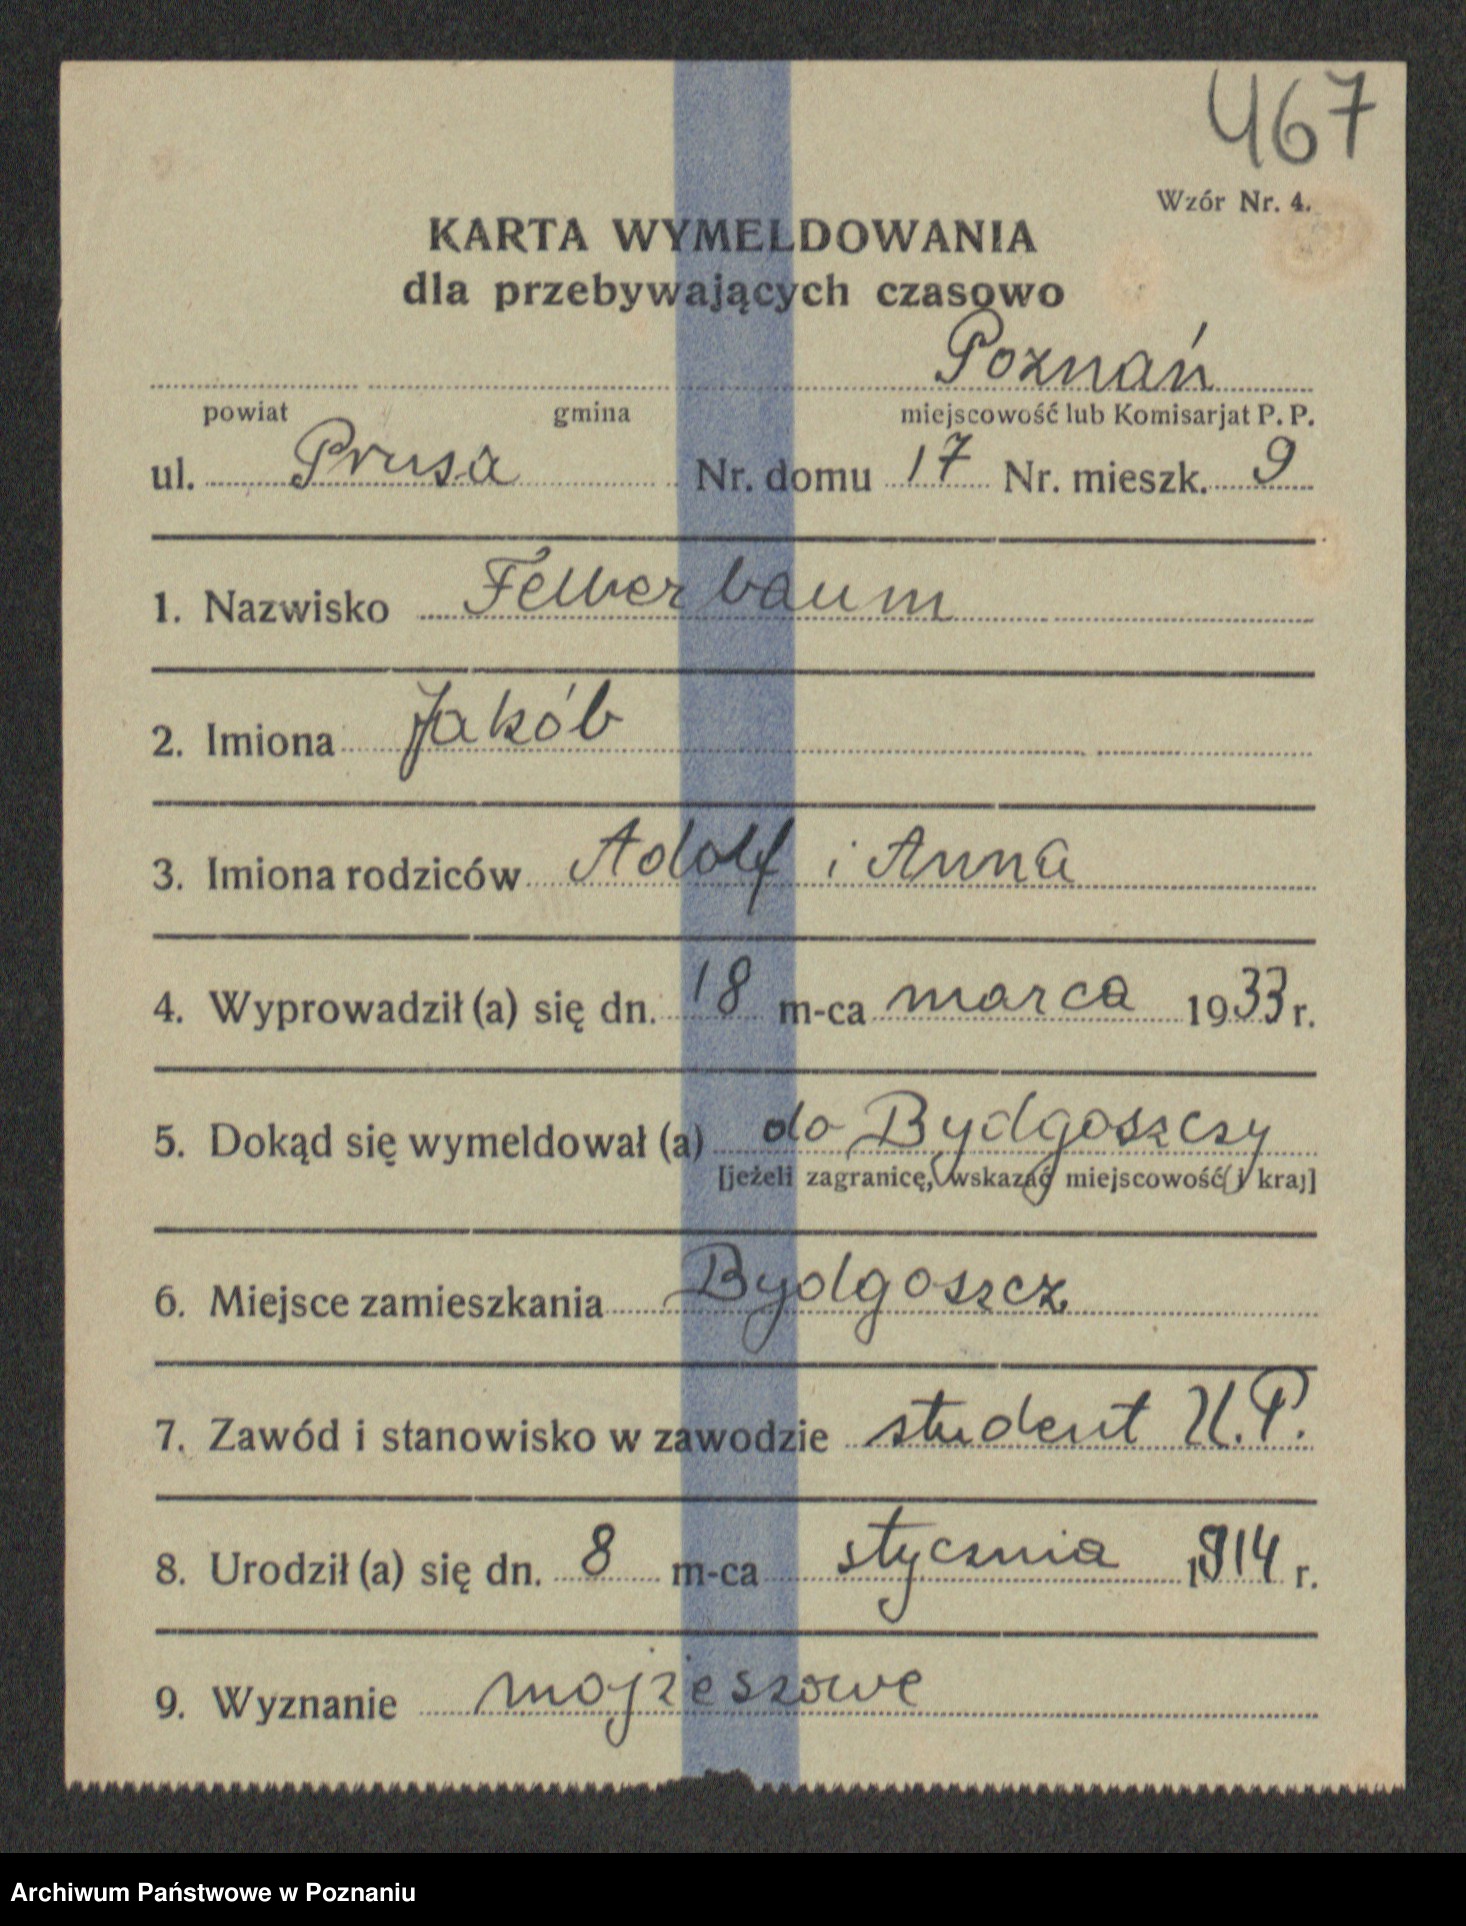 467
Wzór Nr. 4.
KARTA WYMELDOWANIA
dla przebywających czasowo
Poznań
powiat gmina miejscowość lub Komisarjat P. P.
ul. Prusa Nr. domu 17 Nr. mieszk. 9
1. Nazwisko Felberbaum
2. Imiona Jakób
3. Imiona rodziców Adolf i Anna
4. Wyprowadził (a) się dn. 18 m-ca marca 1933 r.
5. Dokąd się wymeldował (a) do Bydgoszczy
[jeżeli zagranicę, wskazać miejscowość i kraj]
6. Miejsce zamieszkania Bydgoszcz
7. Zawód i stanowisko w zawodzie student U.P.
8. Urodził (a) się dn. 8 m-ca stycznia 1914 r.
9. Wyznanie mojżeszowe
Archiwum Państwowe w Poznaniu